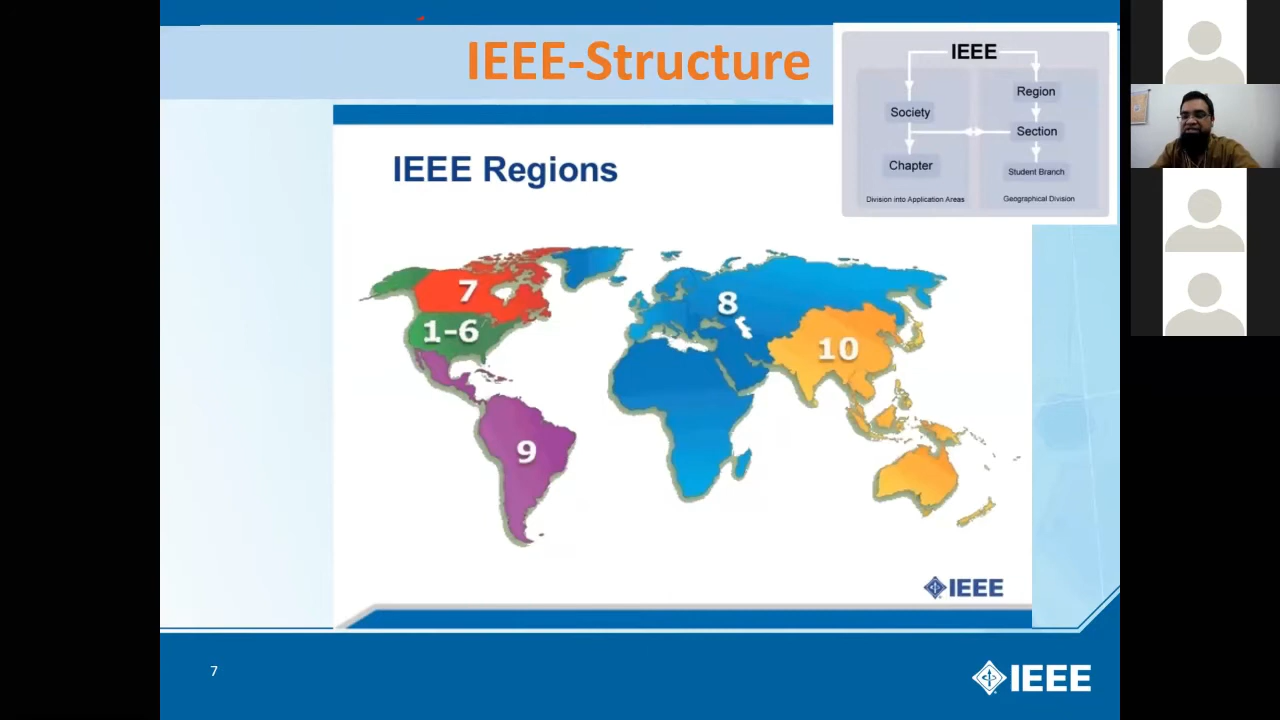 IEEE-Structure
IEEE
Region
Society
Section
Chapter
Student Branch
Division into Application Areas
Geographical Division
IEEE Regions
7
8
1-6
10
9
IEEE
7
IEEE